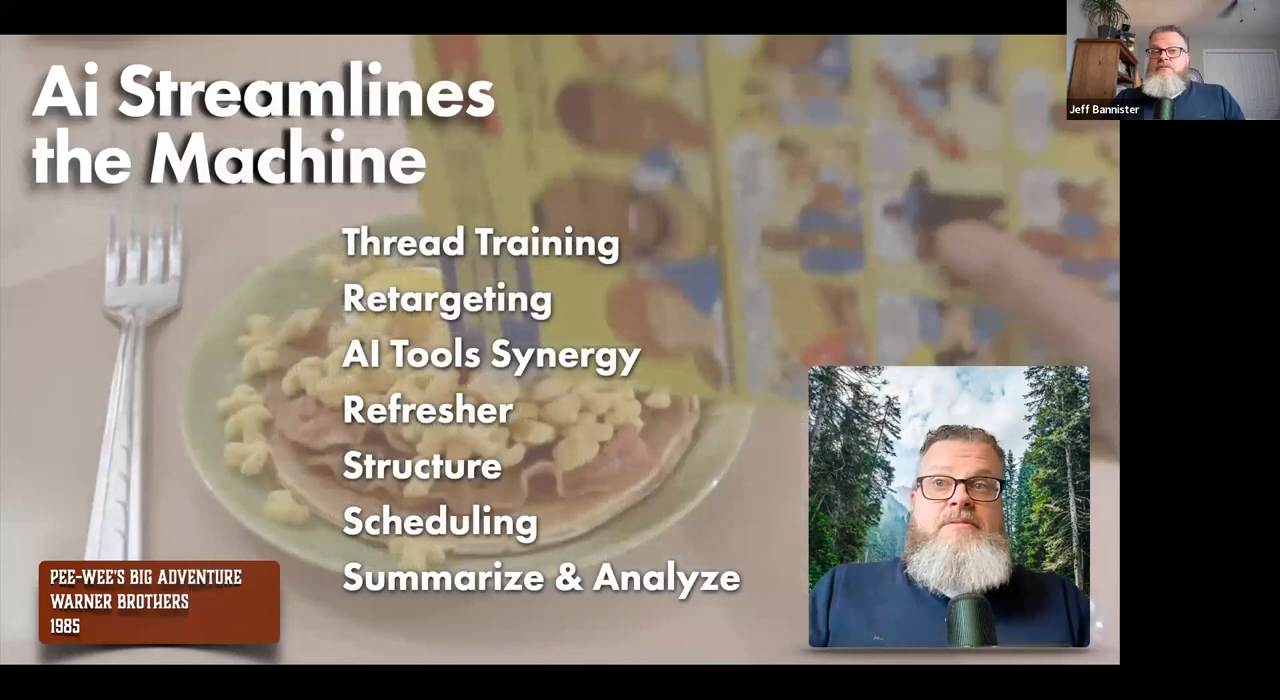 Ai Streamlines
the Machine
Jeff Bannister
Thread Training
Retargeting
AI Tools Synergy
Refresher
Structure
Scheduling
Summarize & Analyze
PEE-WEE'S BIG ADVENTURE
WARNER BROTHERS
1985